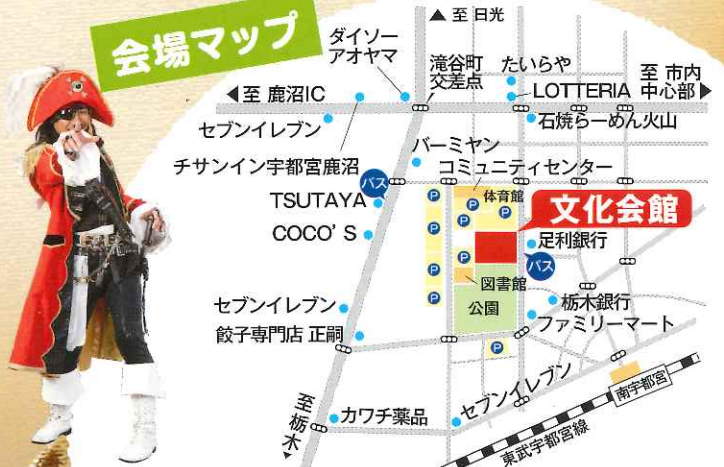 会場マップ
▲至 日光
ダイソー
アオヤマ
滝谷町
交差点
たいらや
LOTTERIA
至 市内
中心部▶
◀至 鹿沼IC
セブンイレブン
石焼らーめん火山
チサンイン宇都宮鹿沼
バーミヤン
コミュニティセンター
バス
TSUTAYA
体育館
P
P
P
P
P
文化会館
COCO'S
足利銀行
P
P
P
バス
図書館
P
公園
セブンイレブン
栃木銀行
餃子専門店 正嗣
ファミリーマート
P
至栃木▼
カワチ薬品
セブンイレブン
南宇都宮
東武宇都宮線